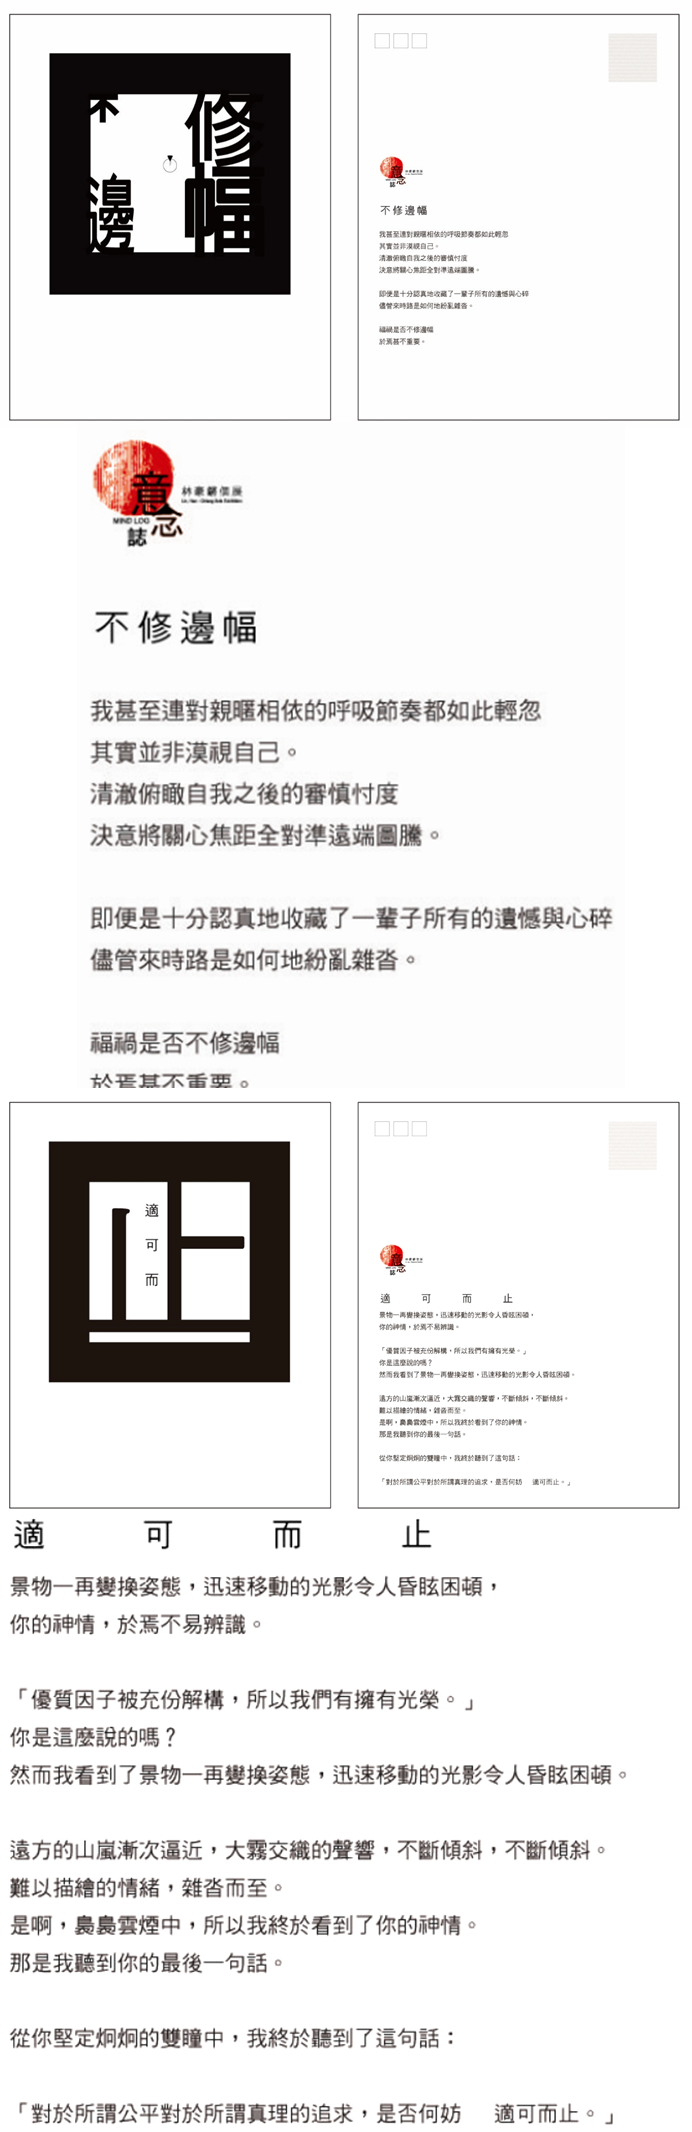 不
修
邊
幅
意念
誌
不修邊幅
我甚至連對親暱相依的呼吸節奏都如此輕忽
其實並非漠視自己。
清澈俯瞰自我之後的審慎忖度
決意將關心焦距全對準遠端圖騰。
即便是十分認真地收藏了一輩子所有的遺憾與心碎
儘管來時路是如何地紛亂雜沓。
福禍是否不修邊幅
於焉甚不重要。
意念
MIND LOG
誌
林豪鏘個展
不修邊幅
我甚至連對親暱相依的呼吸節奏都如此輕忽
其實並非漠視自己。
清澈俯瞰自我之後的審慎忖度
決意將關心焦距全對準遠端圖騰。
即便是十分認真地收藏了一輩子所有的遺憾與心碎
儘管來時路是如何地紛亂雜沓。
福禍是否不修邊幅
於焉甚不重要。
適可而
止
意念
誌
適 可 而 止
景物一再變換姿態，迅速移動的光影令人昏眩困頓，
你的神情，於焉不易辨識。
「優質因子被充份解構，所以我們有擁有光榮。」
你是這麼說的嗎？
然而我看到了景物一再變換姿態，迅速移動的光影令人昏眩困頓。
遠方的山嵐漸次逼近，大霧交織的聲響，不斷傾斜，不斷傾斜。
難以描繪的情緒，雜沓而至。
是啊，裊裊雲煙中，所以我終於看到了你的神情。
那是我聽到你的最後一句話。
從你堅定炯炯的雙瞳中，我終於聽到了這句話：
「對於所謂公平對於所謂真理的追求，是否何妨 適可而止。」
適 可 而 止
景物一再變換姿態，迅速移動的光影令人昏眩困頓，
你的神情，於焉不易辨識。
「優質因子被充份解構，所以我們有擁有光榮。」
你是這麼說的嗎？
然而我看到了景物一再變換姿態，迅速移動的光影令人昏眩困頓。
遠方的山嵐漸次逼近，大霧交織的聲響，不斷傾斜，不斷傾斜。
難以描繪的情緒，雜沓而至。
是啊，裊裊雲煙中，所以我終於看到了你的神情。
那是我聽到你的最後一句話。
從你堅定炯炯的雙瞳中，我終於聽到了這句話：
「對於所謂公平對於所謂真理的追求，是否何妨 適可而止。」